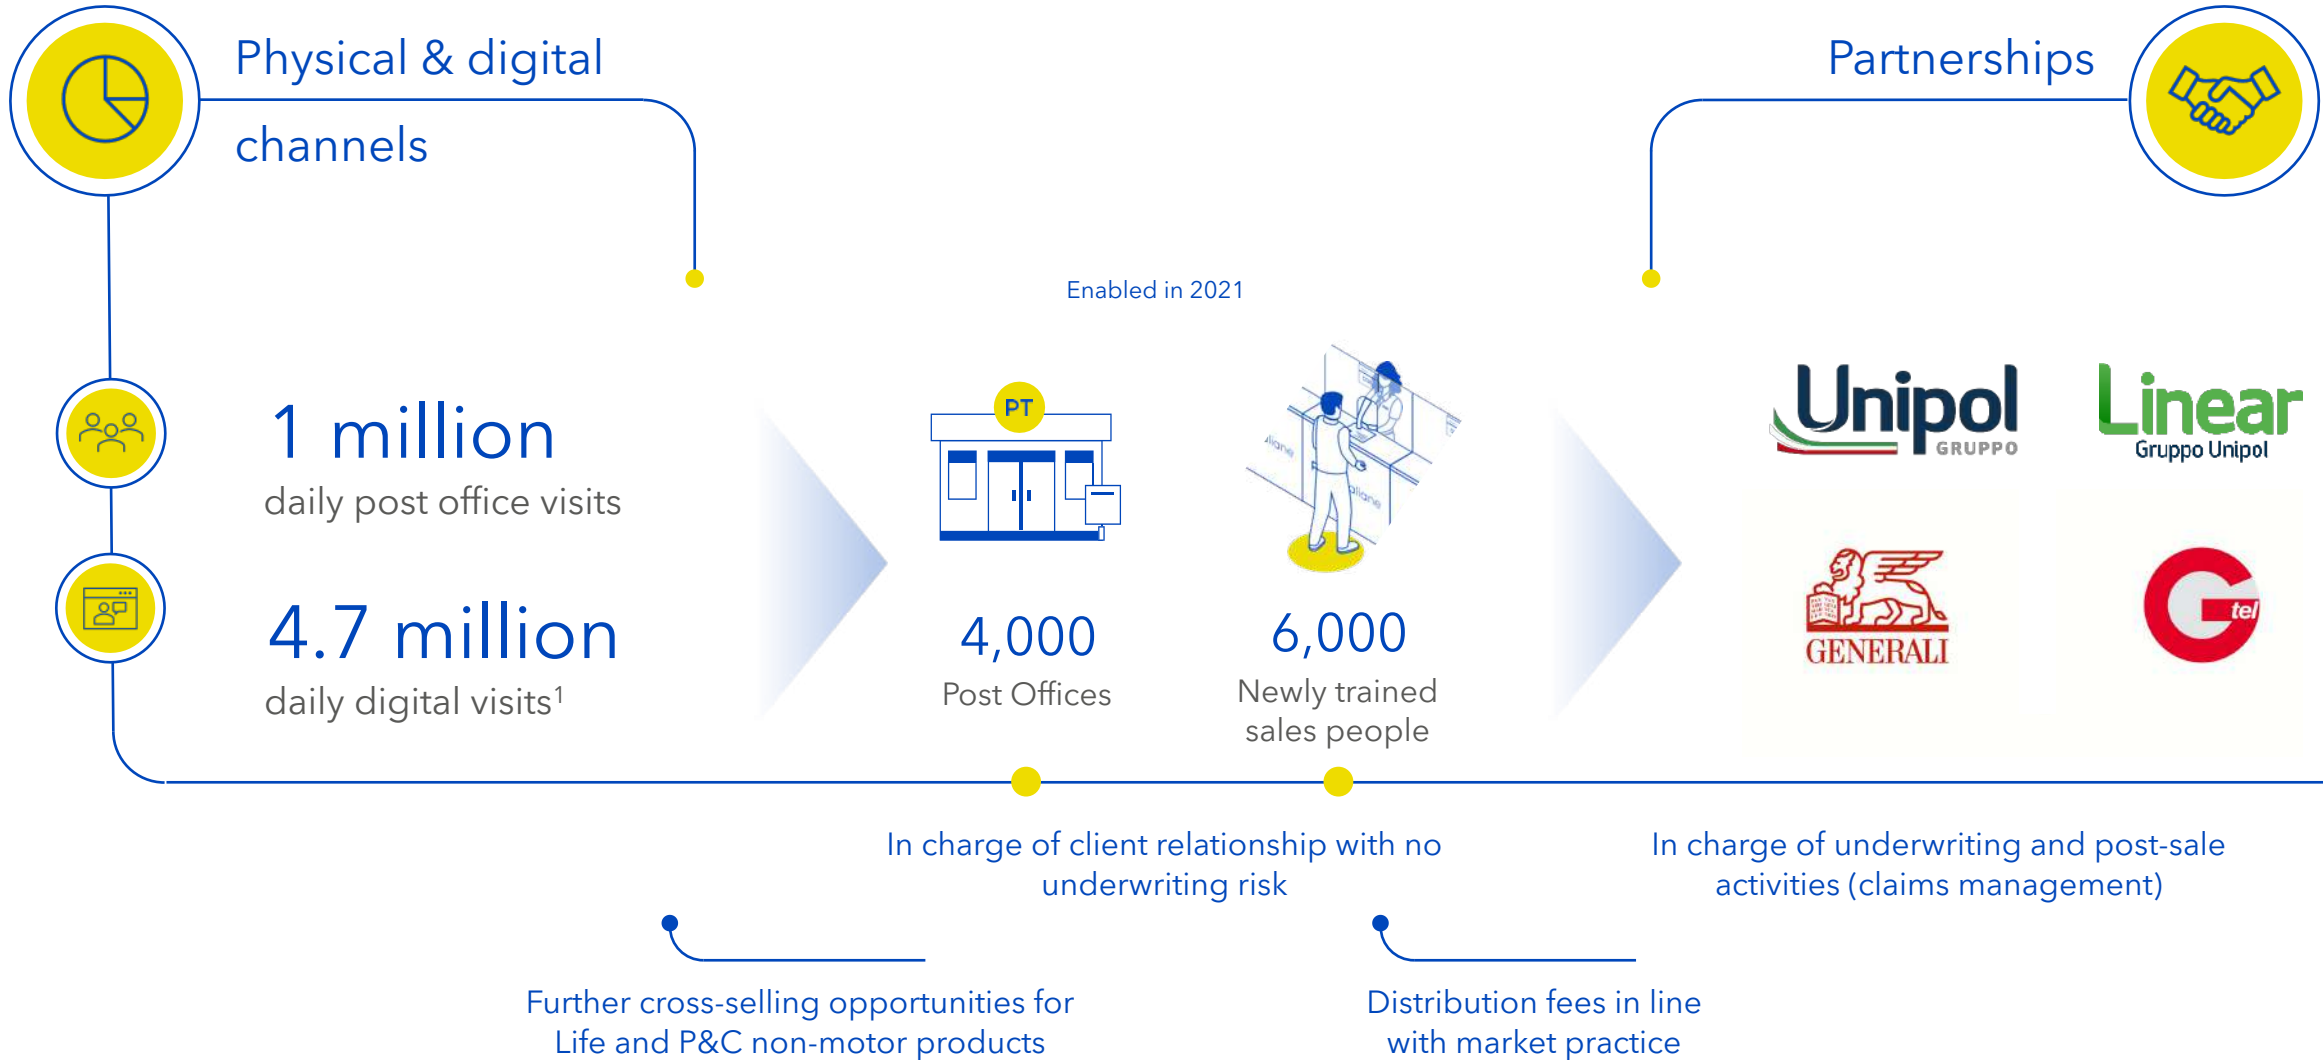 Physical & digital
channels
Partnerships
Enabled in 2021
1 million
daily post office visits
4.7 million
daily digital visits¹
PT
4,000
Post Offices
6,000
Newly trained
sales people
Unipol
GRUPPO
Linear
Gruppo Unipol
GENERALI
G
tel
In charge of client relationship with no
underwriting risk
In charge of underwriting and post-sale
activities (claims management)
Further cross-selling opportunities for
Life and P&C non-motor products
Distribution fees in line
with market practice